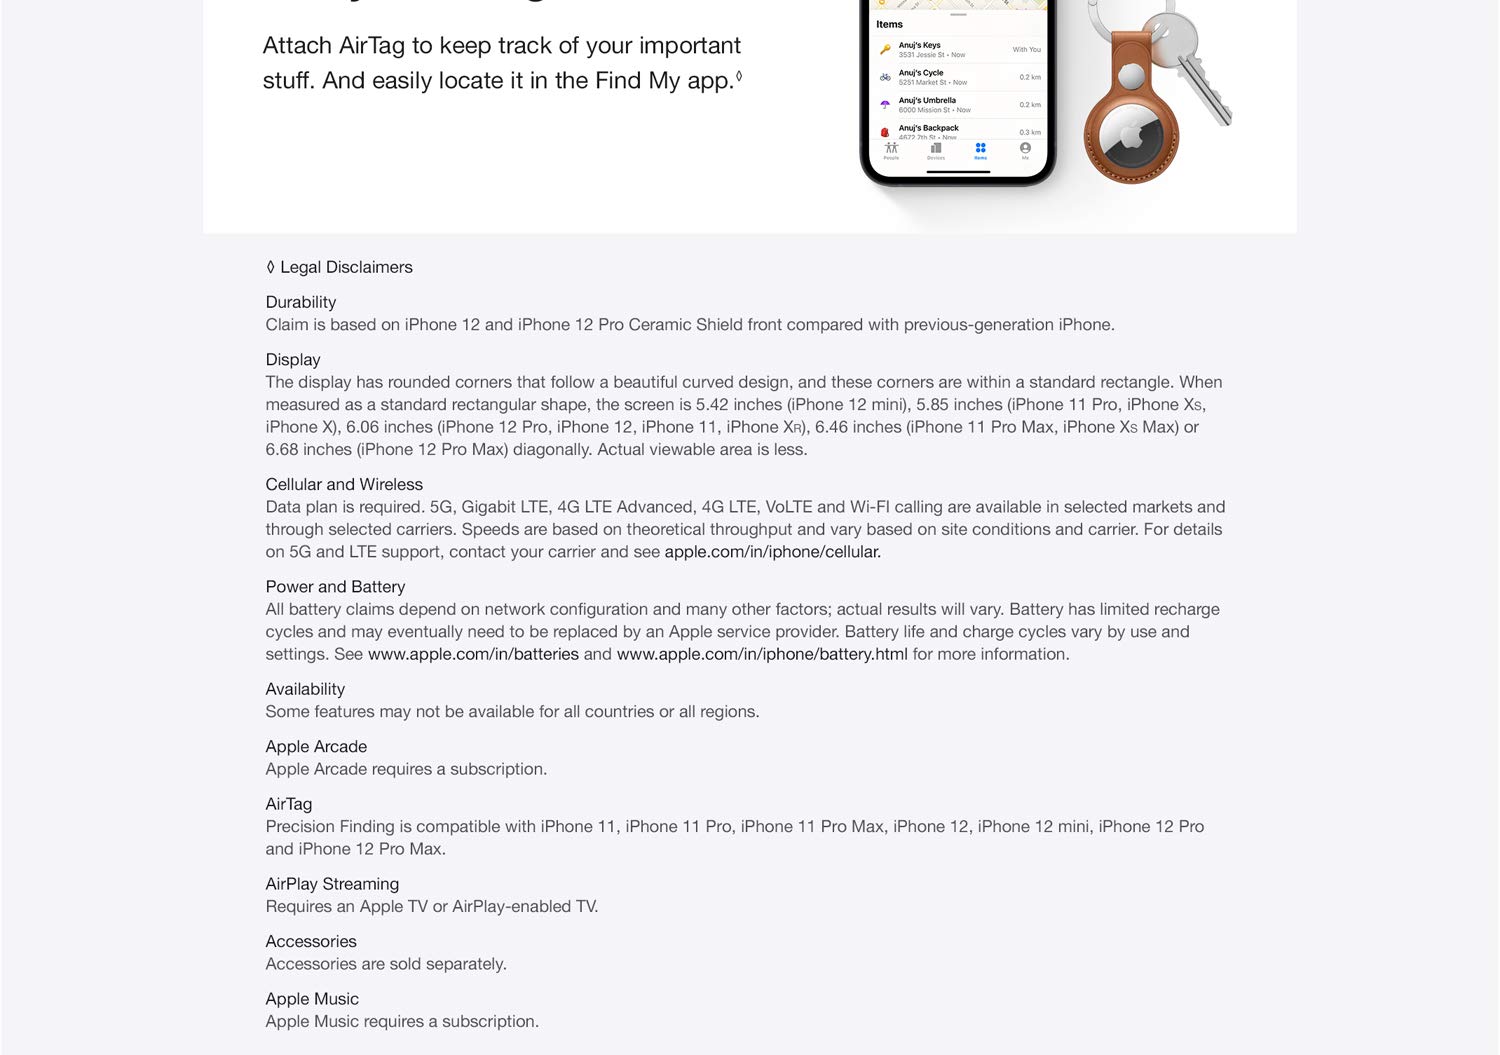 Attach AirTag to keep track of your important
stuff. And easily locate it in the Find My app.◊
Items
Anuj's Keys
3531 Jessie St • Now
With You
Anuj's Cycle
5251 Market St • Now
0.2 km
Anuj's Umbrella
6000 Mission St • Now
0.2 km
Anuj's Backpack
4672 7th St • Now
0.3 km
People
Devices
Items
Me
◊ Legal Disclaimers
Durability
Claim is based on iPhone 12 and iPhone 12 Pro Ceramic Shield front compared with previous-generation iPhone.
Display
The display has rounded corners that follow a beautiful curved design, and these corners are within a standard rectangle. When
measured as a standard rectangular shape, the screen is 5.42 inches (iPhone 12 mini), 5.85 inches (iPhone 11 Pro, iPhone Xs,
iPhone X), 6.06 inches (iPhone 12 Pro, iPhone 12, iPhone 11, iPhone XR), 6.46 inches (iPhone 11 Pro Max, iPhone Xs Max) or
6.68 inches (iPhone 12 Pro Max) diagonally. Actual viewable area is less.
Cellular and Wireless
Data plan is required. 5G, Gigabit LTE, 4G LTE Advanced, 4G LTE, VoLTE and Wi-FI calling are available in selected markets and
through selected carriers. Speeds are based on theoretical throughput and vary based on site conditions and carrier. For details
on 5G and LTE support, contact your carrier and see apple.com/in/iphone/cellular.
Power and Battery
All battery claims depend on network configuration and many other factors; actual results will vary. Battery has limited recharge
cycles and may eventually need to be replaced by an Apple service provider. Battery life and charge cycles vary by use and
settings. See www.apple.com/in/batteries and www.apple.com/in/iphone/battery.html for more information.
Availability
Some features may not be available for all countries or all regions.
Apple Arcade
Apple Arcade requires a subscription.
AirTag
Precision Finding is compatible with iPhone 11, iPhone 11 Pro, iPhone 11 Pro Max, iPhone 12, iPhone 12 mini, iPhone 12 Pro
and iPhone 12 Pro Max.
AirPlay Streaming
Requires an Apple TV or AirPlay-enabled TV.
Accessories
Accessories are sold separately.
Apple Music
Apple Music requires a subscription.